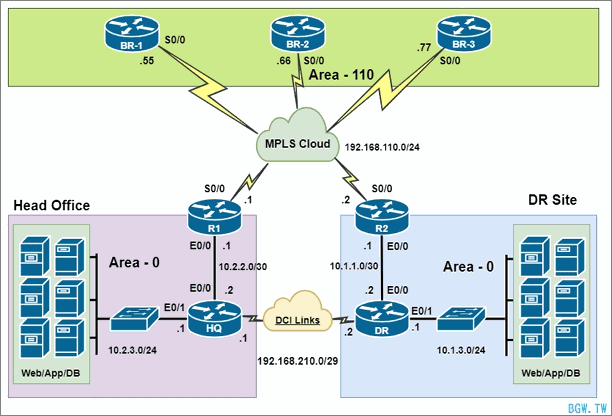 BR-1
S0/0
.55
BR-2
.66
S0/0
BR-3
.77
S0/0
Area - 110
MPLS Cloud
192.168.110.0/24
S0/0
.1
.2
S0/0
Head Office
R1
R2
DR Site
E0/0
.1
.1
E0/0
Area - 0
10.2.2.0/30
10.1.1.0/30
Area - 0
E0/0
.2
.2
E0/0
E0/1
.1
HQ
.1
DCI Links
.2
DR
E0/1
.1
10.2.3.0/24
192.168.210.0/29
10.1.3.0/24
Web/App/DB
Web/App/DB
BGW.TW